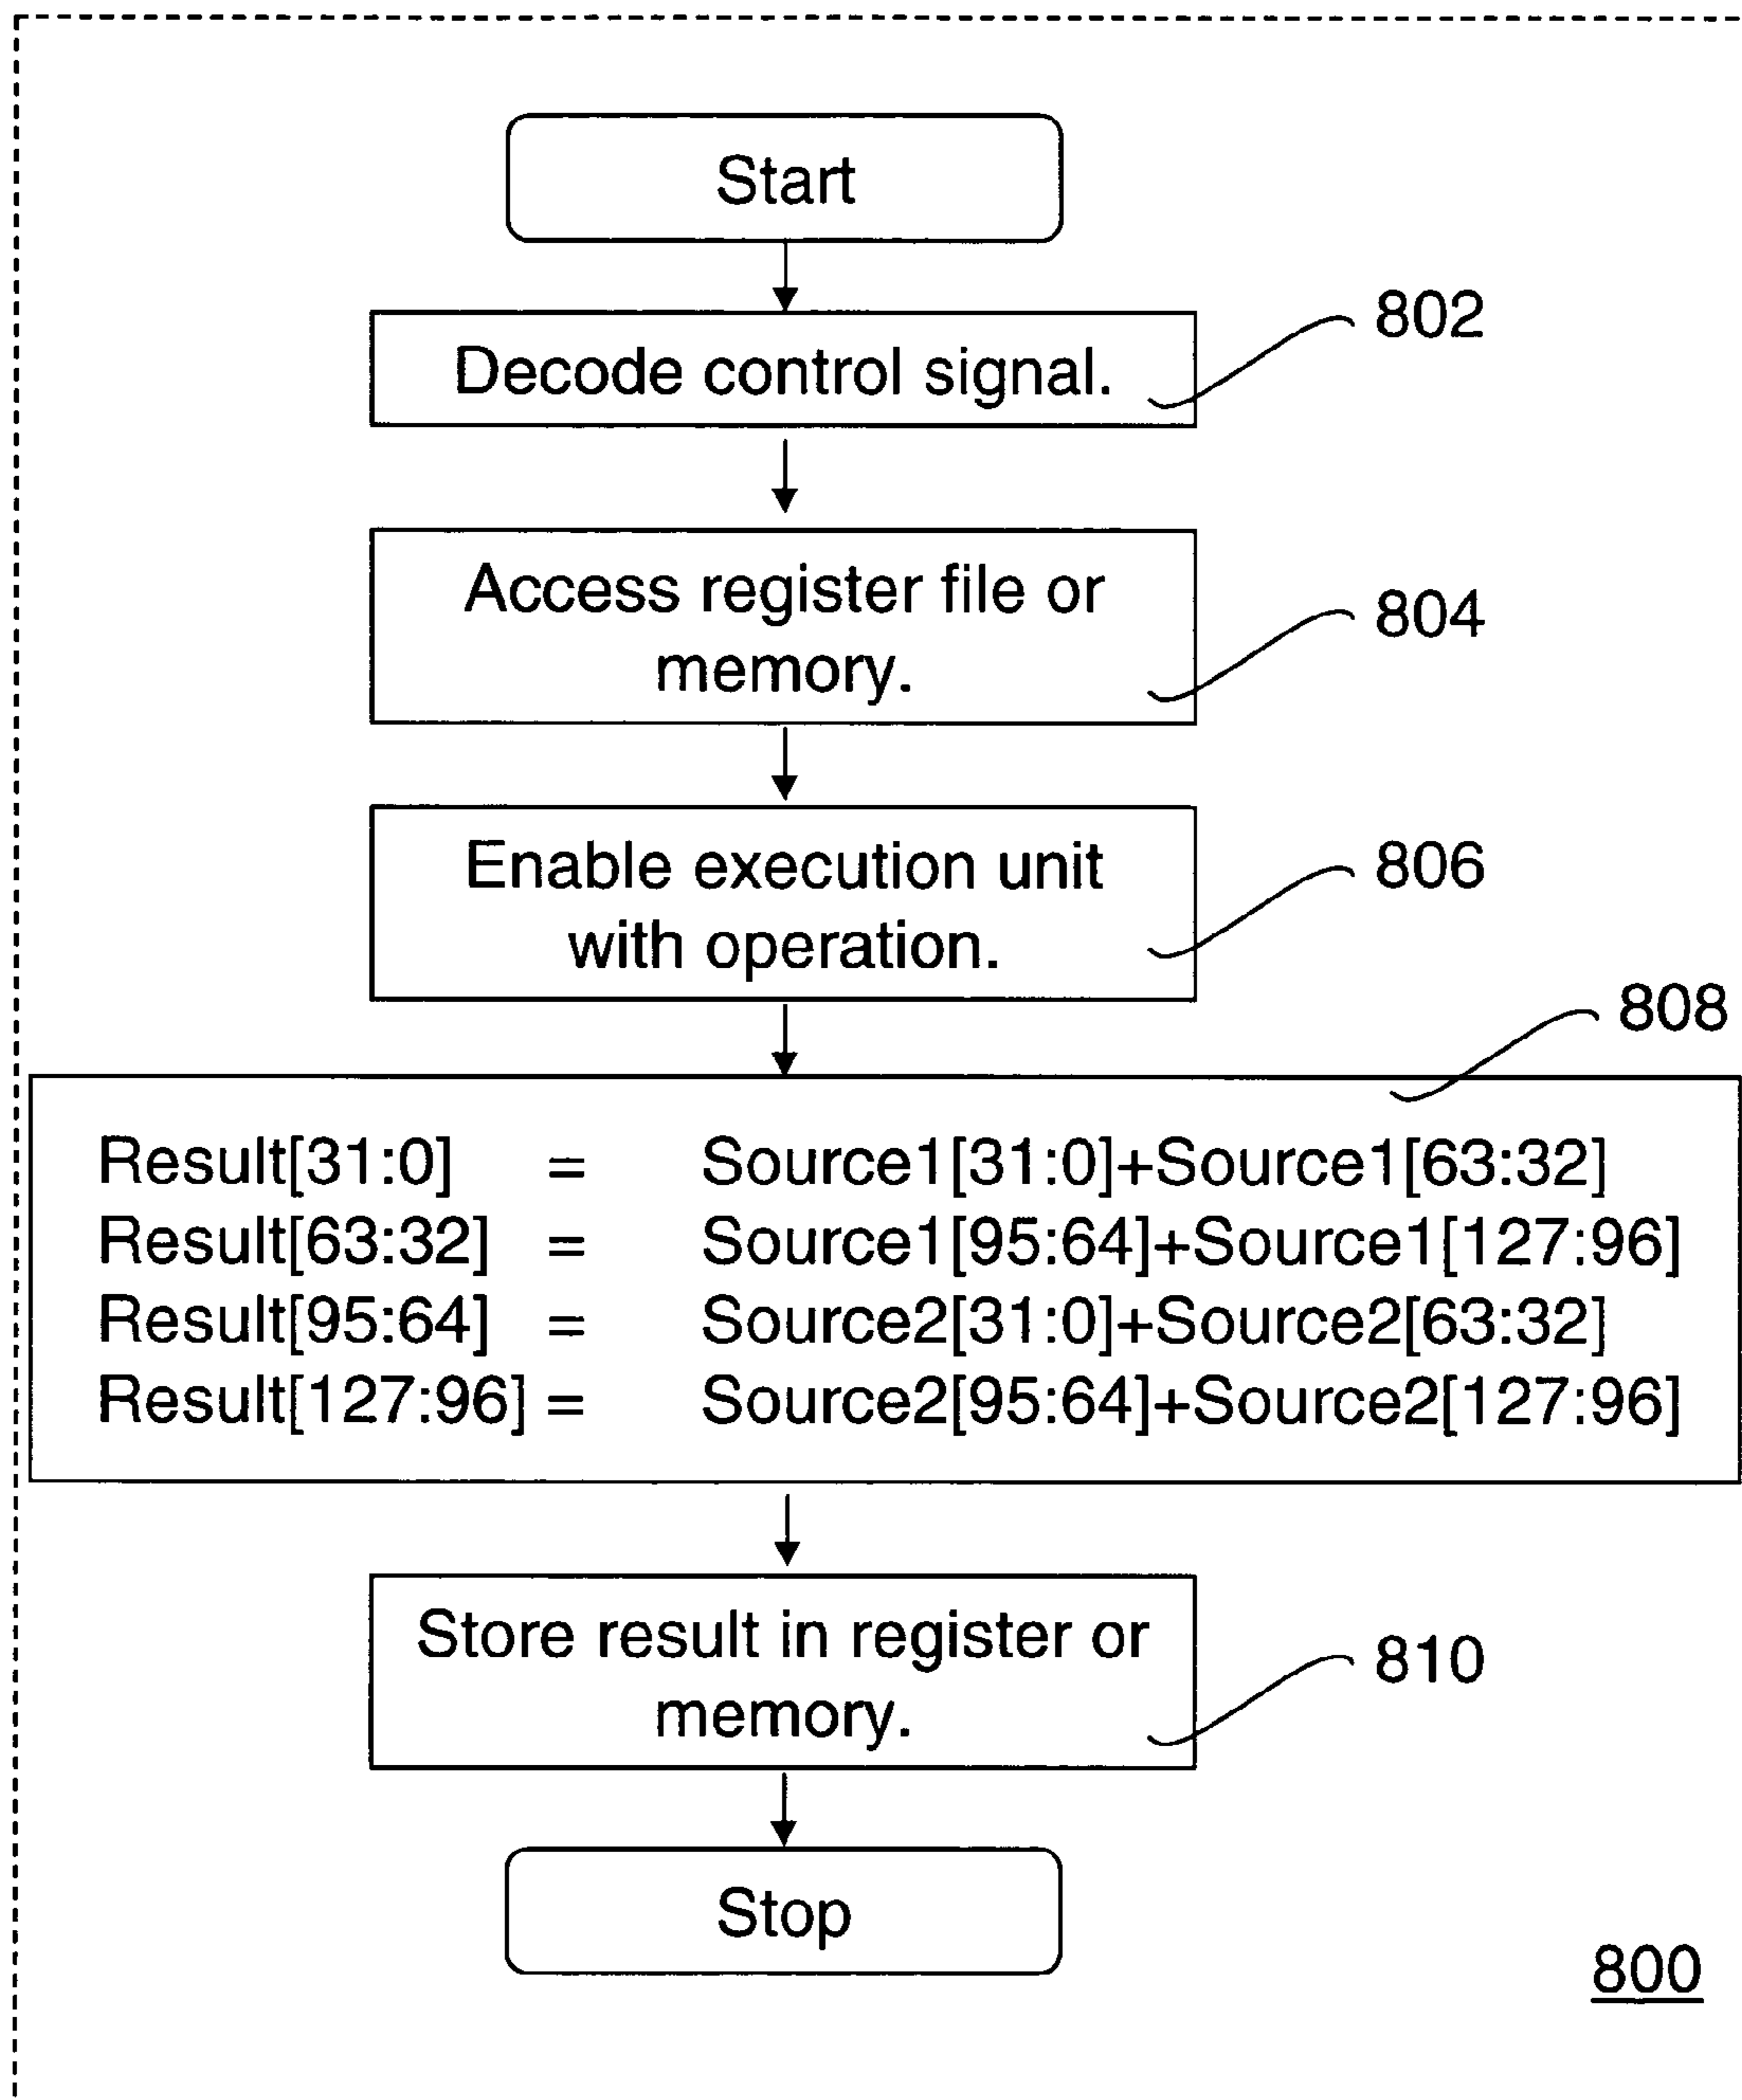 Start
802
Decode control signal.
Access register file or
memory.
804
Enable execution unit
with operation.
806
808
Result[31:0] = Source1[31:0]+Source1[63:32]
Result[63:32] = Source1[95:64]+Source1[127:96]
Result[95:64] = Source2[31:0]+Source2[63:32]
Result[127:96] = Source2[95:64]+Source2[127:96]
Store result in register or
memory.
810
Stop
800